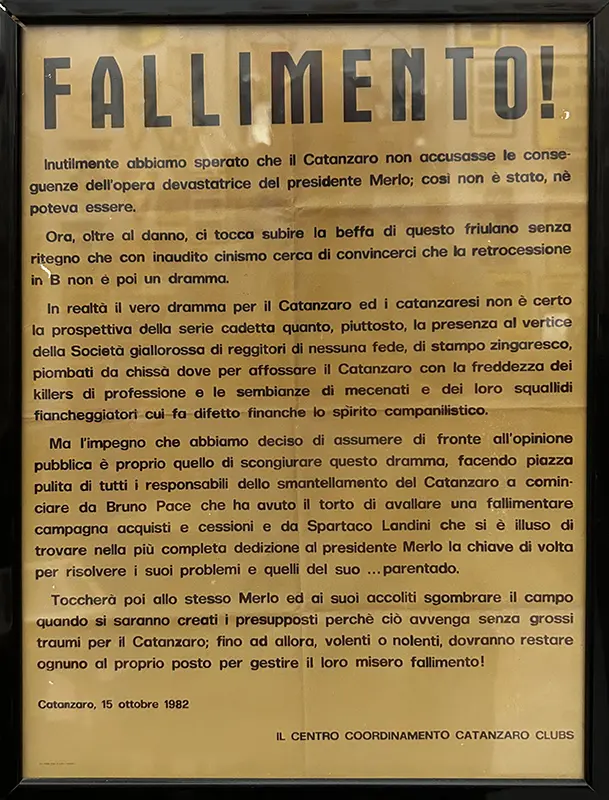 FALLIMENTO!
Inutilmente abbiamo sperato che il Catanzaro non accusasse le conse-
guenze dell'opera devastatrice del presidente Merlo; così non è stato, nè
poteva essere.
Ora, oltre al danno, ci tocca subire la beffa di questo friulano senza
ritegno che con inaudito cinismo cerca di convincerci che la retrocessione
in B non è poi un dramma.
In realtà il vero dramma per il Catanzaro ed i catanzaresi non è certo
la prospettiva della serie cadetta quanto, piuttosto, la presenza al vertice
della Società giallorossa di reggitori di nessuna fede, di stampo zingaresco,
piombati da chissà dove per affossare il Catanzaro con la freddezza dei
killers di professione e le sembianze di mecenati e dei loro squallidi
fiancheggiatori cui fa difetto finanche lo spirito campanilistico.
Ma l'impegno che abbiamo deciso di assumere di fronte all'opinione
pubblica è proprio quello di scongiurare questo dramma, facendo piazza
pulita di tutti i responsabili dello smantellamento del Catanzaro a comin-
ciare da Bruno Pace che ha avuto il torto di avallare una fallimentare
campagna acquisti e cessioni e da Spartaco Landini che si è illuso di
trovare nella più completa dedizione al presidente Merlo la chiave di volta
per risolvere i suoi problemi e quelli del suo ...parentado.
Toccherà poi allo stesso Merlo ed ai suoi accoliti sgombrare il campo
quando si saranno creati i presupposti perchè ciò avvenga senza grossi
traumi per il Catanzaro; fino ad allora, volenti o nolenti, dovranno restare
ognuno al proprio posto per gestire il loro misero fallimento!
Catanzaro, 15 ottobre 1982
IL CENTRO COORDINAMENTO CATANZARO CLUBS